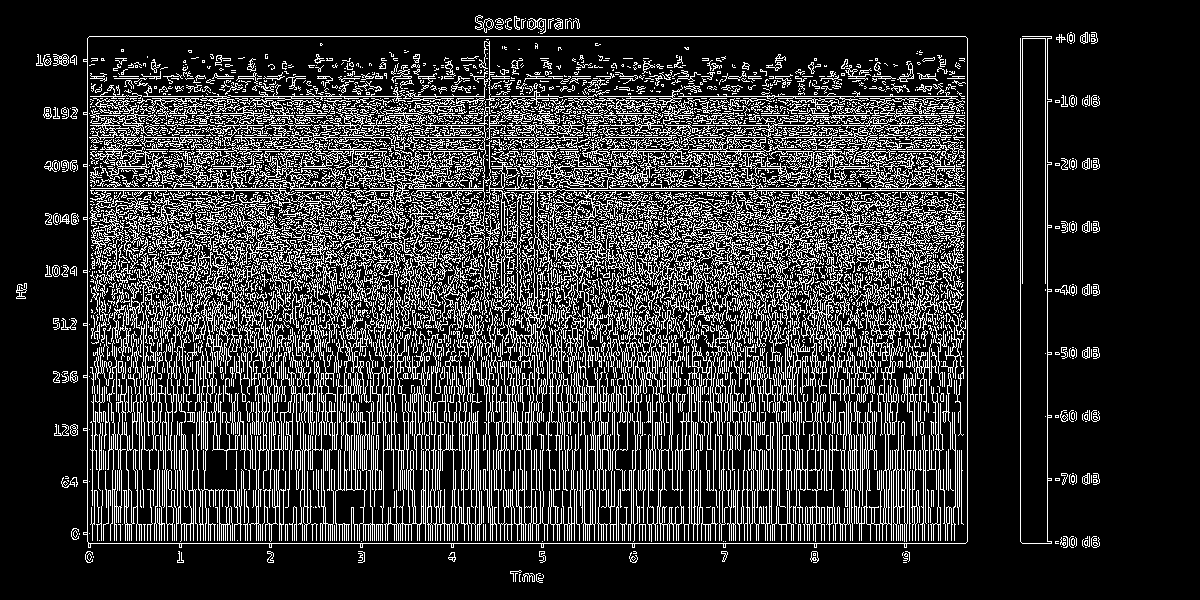 Spectrogram
+0 dB
16384
-10 dB
8192
-20 dB
4096
-30 dB
2048
1024
Hz
-40 dB
512
-50 dB
256
-60 dB
128
-70 dB
64
0
-80 dB
0 1 2 3 4 5 6 7 8 9
Time